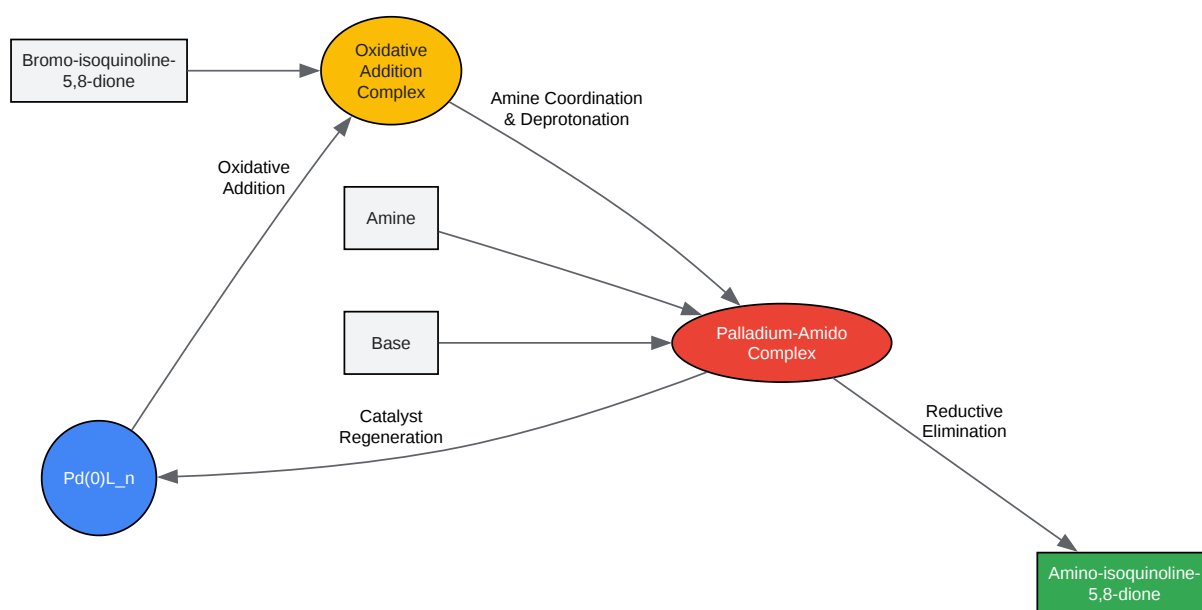 Bromo-isoquinoline-
5,8-dione
Oxidative
Addition
Complex
Amine Coordination
& Deprotonation
Oxidative
Addition
Amine
Base
Palladium-Amido
Complex
Catalyst
Regeneration
Reductive
Elimination
Pd(0)L_n
Amino-isoquinoline-
5,8-dione